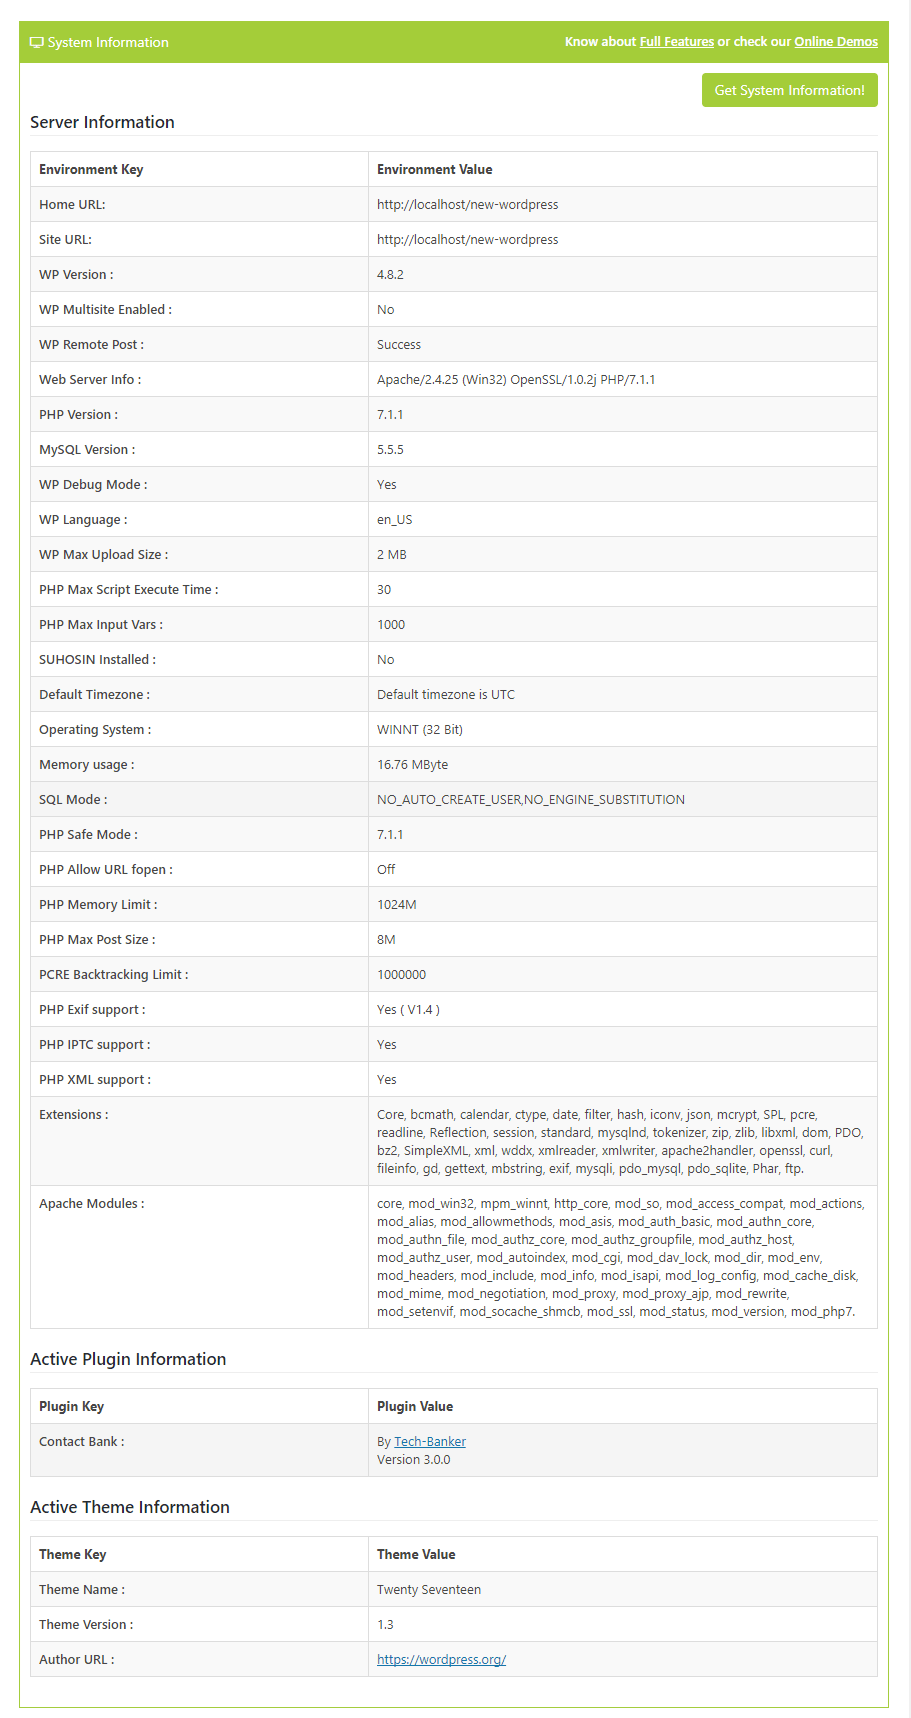 System Information
Know about Full Features or check our Online Demos
Get System Information!
Server Information
Environment Key Environment Value
Home URL: http://localhost/new-wordpress
Site URL: http://localhost/new-wordpress
WP Version : 4.8.2
WP Multisite Enabled : No
WP Remote Post : Success
Web Server Info : Apache/2.4.25 (Win32) OpenSSL/1.0.2j PHP/7.1.1
PHP Version : 7.1.1
MySQL Version : 5.5.5
WP Debug Mode : Yes
WP Language : en_US
WP Max Upload Size : 2 MB
PHP Max Script Execute Time : 30
PHP Max Input Vars : 1000
SUHOSIN Installed : No
Default Timezone : Default timezone is UTC
Operating System : WINNT (32 Bit)
Memory usage : 16.76 MByte
SQL Mode : NO_AUTO_CREATE_USER,NO_ENGINE_SUBSTITUTION
PHP Safe Mode : 7.1.1
PHP Allow URL fopen : Off
PHP Memory Limit : 1024M
PHP Max Post Size : 8M
PCRE Backtracking Limit : 1000000
PHP Exif support : Yes ( V1.4 )
PHP IPTC support : Yes
PHP XML support : Yes
Extensions : Core, bcmath, calendar, ctype, date, filter, hash, iconv, json, mcrypt, SPL, pcre,
readline, Reflection, session, standard, mysqlnd, tokenizer, zip, zlib, libxml, dom, PDO,
bz2, SimpleXML, xml, wddx, xmlreader, xmlwriter, apache2handler, openssl, curl,
fileinfo, gd, gettext, mbstring, exif, mysqli, pdo_mysql, pdo_sqlite, Phar, ftp.
Apache Modules : core, mod_win32, mpm_winnt, http_core, mod_so, mod_access_compat, mod_actions,
mod_alias, mod_allowmethods, mod_asis, mod_auth_basic, mod_authn_core,
mod_authn_file, mod_authz_core, mod_authz_groupfile, mod_authz_host,
mod_authz_user, mod_autoindex, mod_cgi, mod_dav_lock, mod_dir, mod_env,
mod_headers, mod_include, mod_info, mod_isapi, mod_log_config, mod_cache_disk,
mod_mime, mod_negotiation, mod_proxy, mod_proxy_ajp, mod_rewrite,
mod_setenvif, mod_socache_shmcb, mod_ssl, mod_status, mod_version, mod_php7.
Active Plugin Information
Plugin Key Plugin Value
Contact Bank : By Tech-Banker
Version 3.0.0
Active Theme Information
Theme Key Theme Value
Theme Name : Twenty Seventeen
Theme Version : 1.3
Author URL : https://wordpress.org/